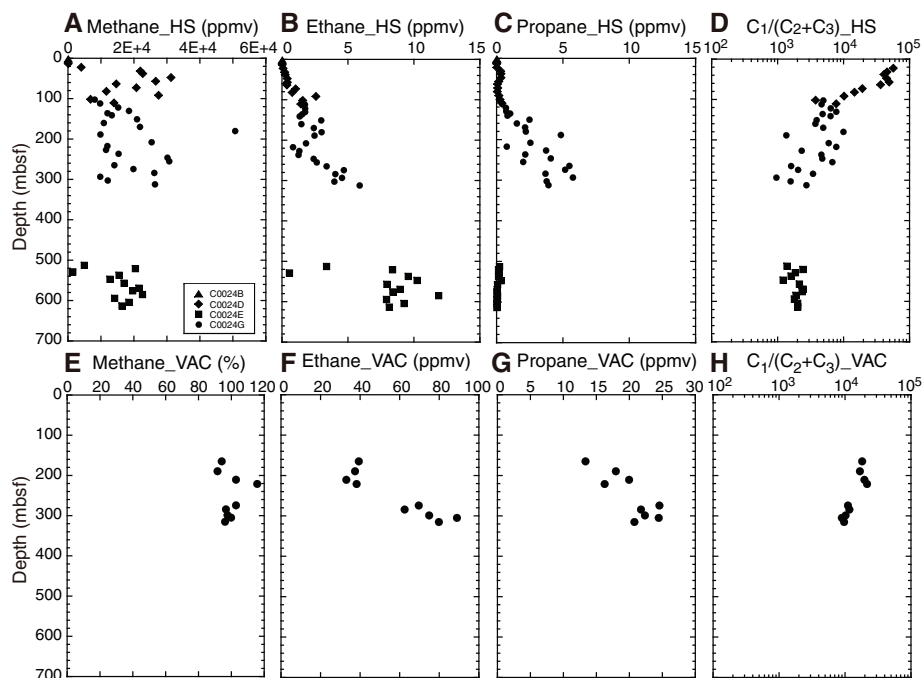 A Methane_HS (ppmv) B Ethane_HS (ppmv) C Propane_HS (ppmv) D C₁/(C₂+C₃)_HS
0 2E+4 4E+4 6E+4 0 5 10 15 0 5 10 15 10² 10³ 10⁴ 10⁵
0
100
200
300
400
500
600
700
Depth (mbsf)
C0024B
C0024D
C0024E
C0024G
E Methane_VAC (%) F Ethane_VAC (ppmv) G Propane_VAC (ppmv) H C₁/(C₂+C₃)_VAC
0 20 40 60 80 100 120 0 20 40 60 80 100 0 5 10 15 20 25 30 10² 10³ 10⁴ 10⁵
0
100
200
300
400
500
600
700
Depth (mbsf)